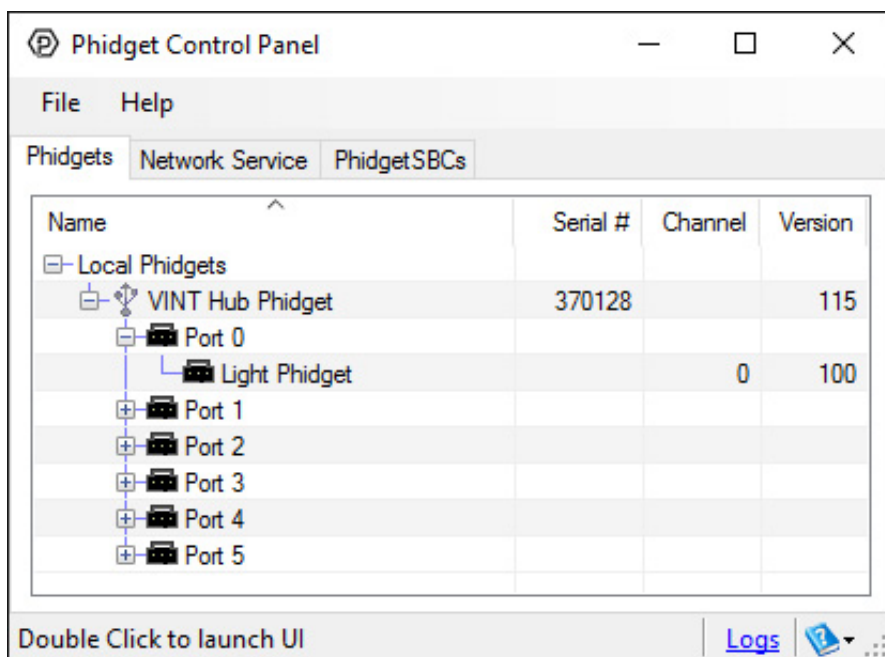 Phidget Control Panel
File Help
Phidgets Network Service PhidgetSBCs
Name Serial # Channel Version
Local Phidgets
VINT Hub Phidget 370128 115
Port 0
Light Phidget 0 100
Port 1
Port 2
Port 3
Port 4
Port 5
Double Click to launch UI Logs